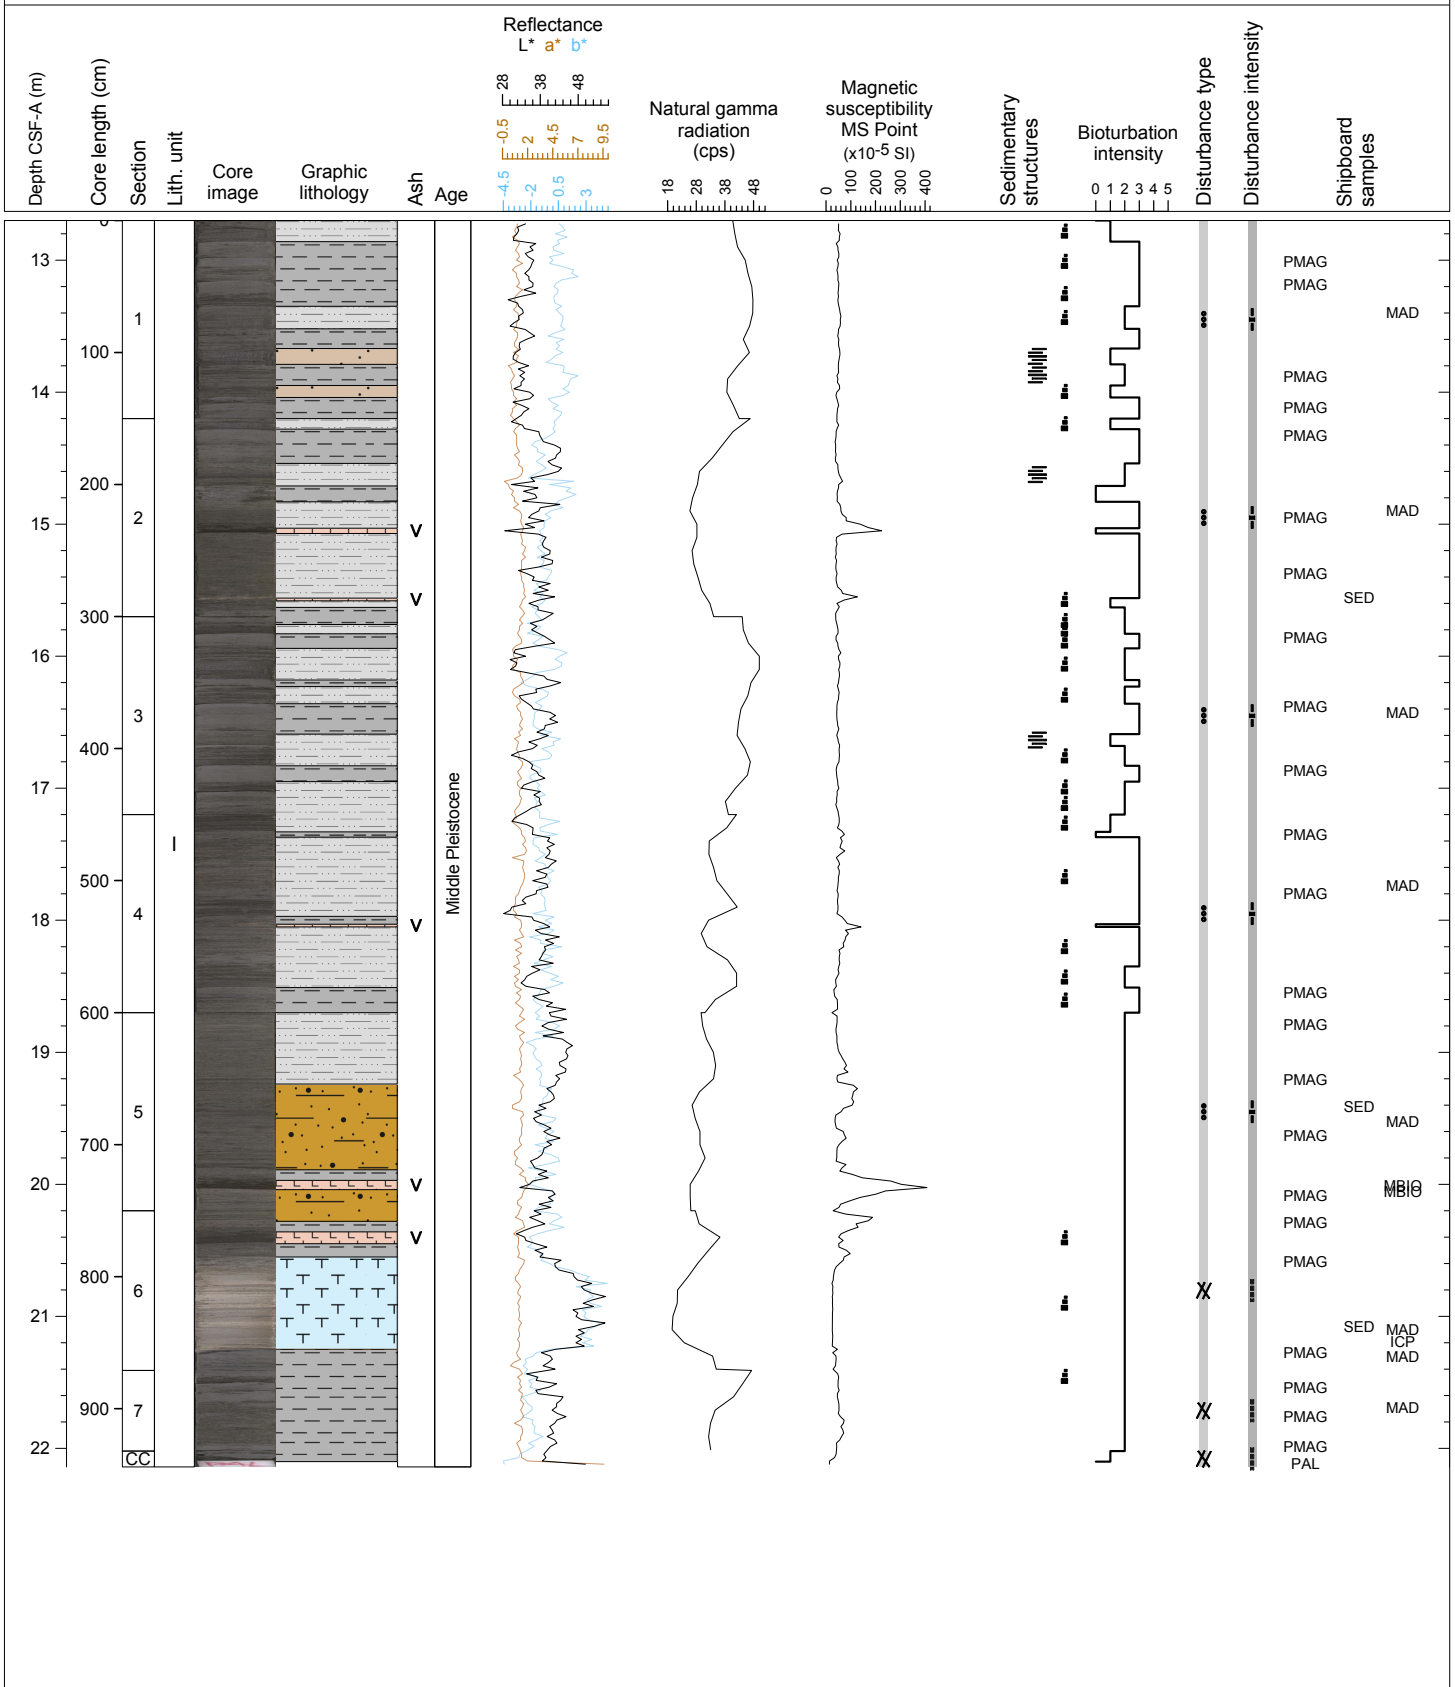 Depth CSF-A (m)
Core length (cm)
Section
Lith. unit
Core image
Graphic lithology
Ash
Age
Reflectance
L* a* b*
28 38 48
-0.5 2 4.5 7 9.5
-4.5 -2 0.5 3
Natural gamma radiation (cps)
18 28 38 48
Magnetic susceptibility MS Point (x10-5 SI)
0 100 200 300 400
Sedimentary structures
Bioturbation intensity
0 1 2 3 4 5
Disturbance type
Disturbance intensity
Shipboard samples
13
14
15
16
17
18
19
20
21
22
0
100
200
300
400
500
600
700
800
900
1
2
3
4
5
6
7
CC
I
V
V
V
V
V
Middle Pleistocene
PMAG
PMAG
MAD
PMAG
PMAG
PMAG
MAD
PMAG
PMAG
SED
PMAG
PMAG
MAD
PMAG
PMAG
MAD
PMAG
PMAG
PMAG
PMAG
SED
MAD
PMAG
MBIO
MBIO
PMAG
PMAG
PMAG
SED
MAD
ICP
PMAG
MAD
PMAG
MAD
PMAG
PMAG
PAL